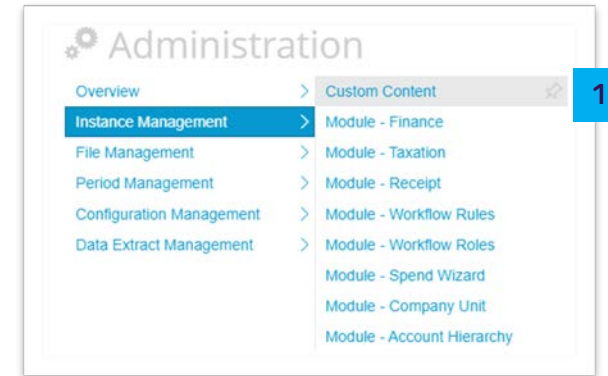 Administration
Overview
Instance Management
File Management
Period Management
Configuration Management
Data Extract Management
Custom Content
Module - Finance
Module - Taxation
Module - Receipt
Module - Workflow Rules
Module - Workflow Roles
Module - Spend Wizard
Module - Company Unit
Module - Account Hierarchy
1